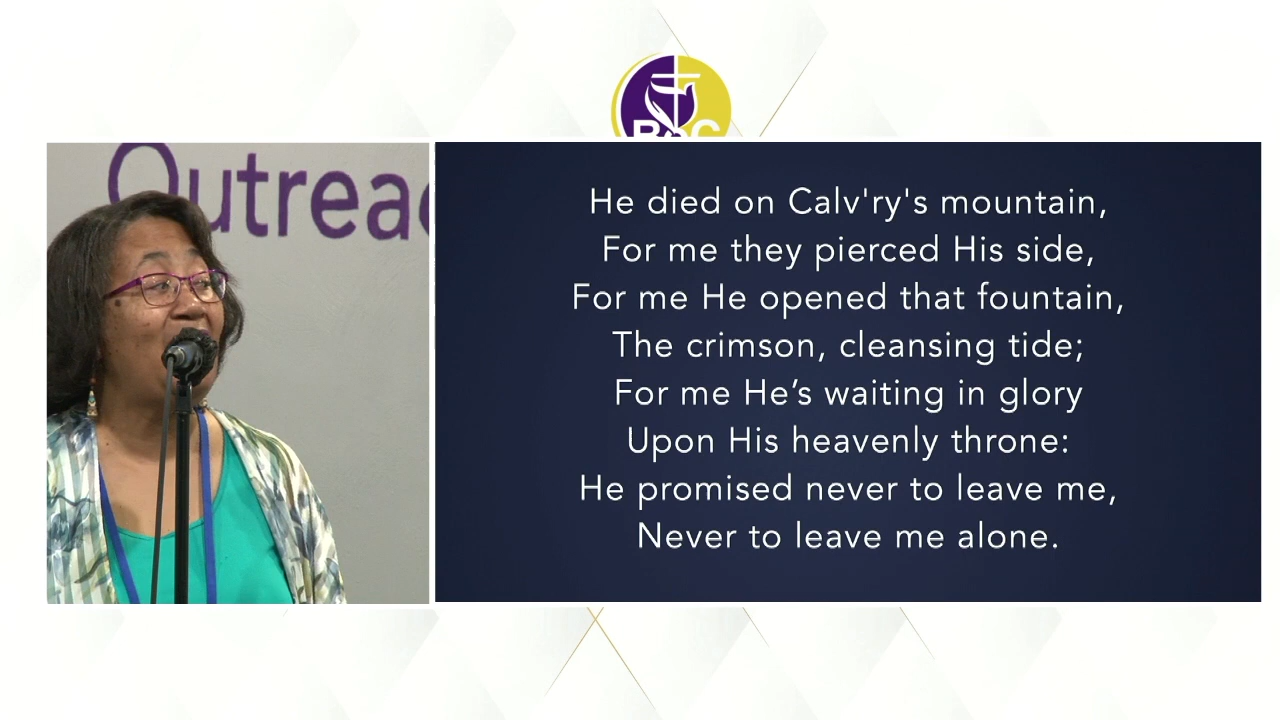 Outreac
He died on Calv'ry's mountain,
For me they pierced His side,
For me He opened that fountain,
The crimson, cleansing tide;
For me He’s waiting in glory
Upon His heavenly throne:
He promised never to leave me,
Never to leave me alone.